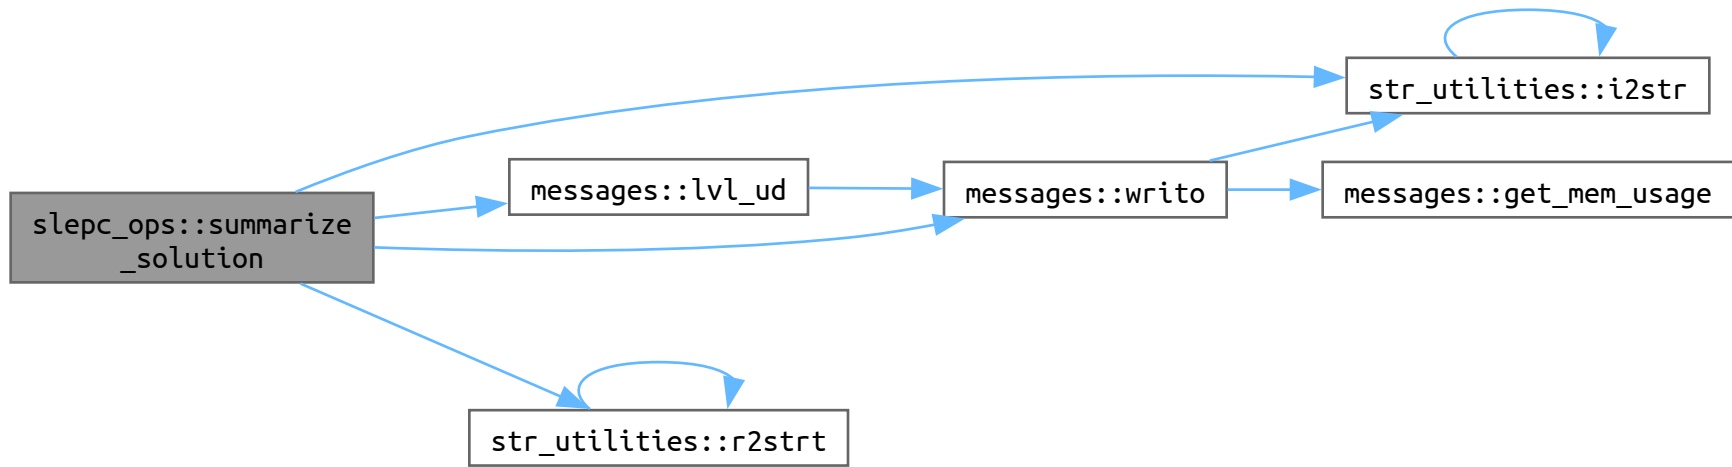 str_utilities::i2str
messages::lvl_ud
messages::writo
messages::get_mem_usage
slepc_ops::summarize
_solution
str_utilities::r2strt